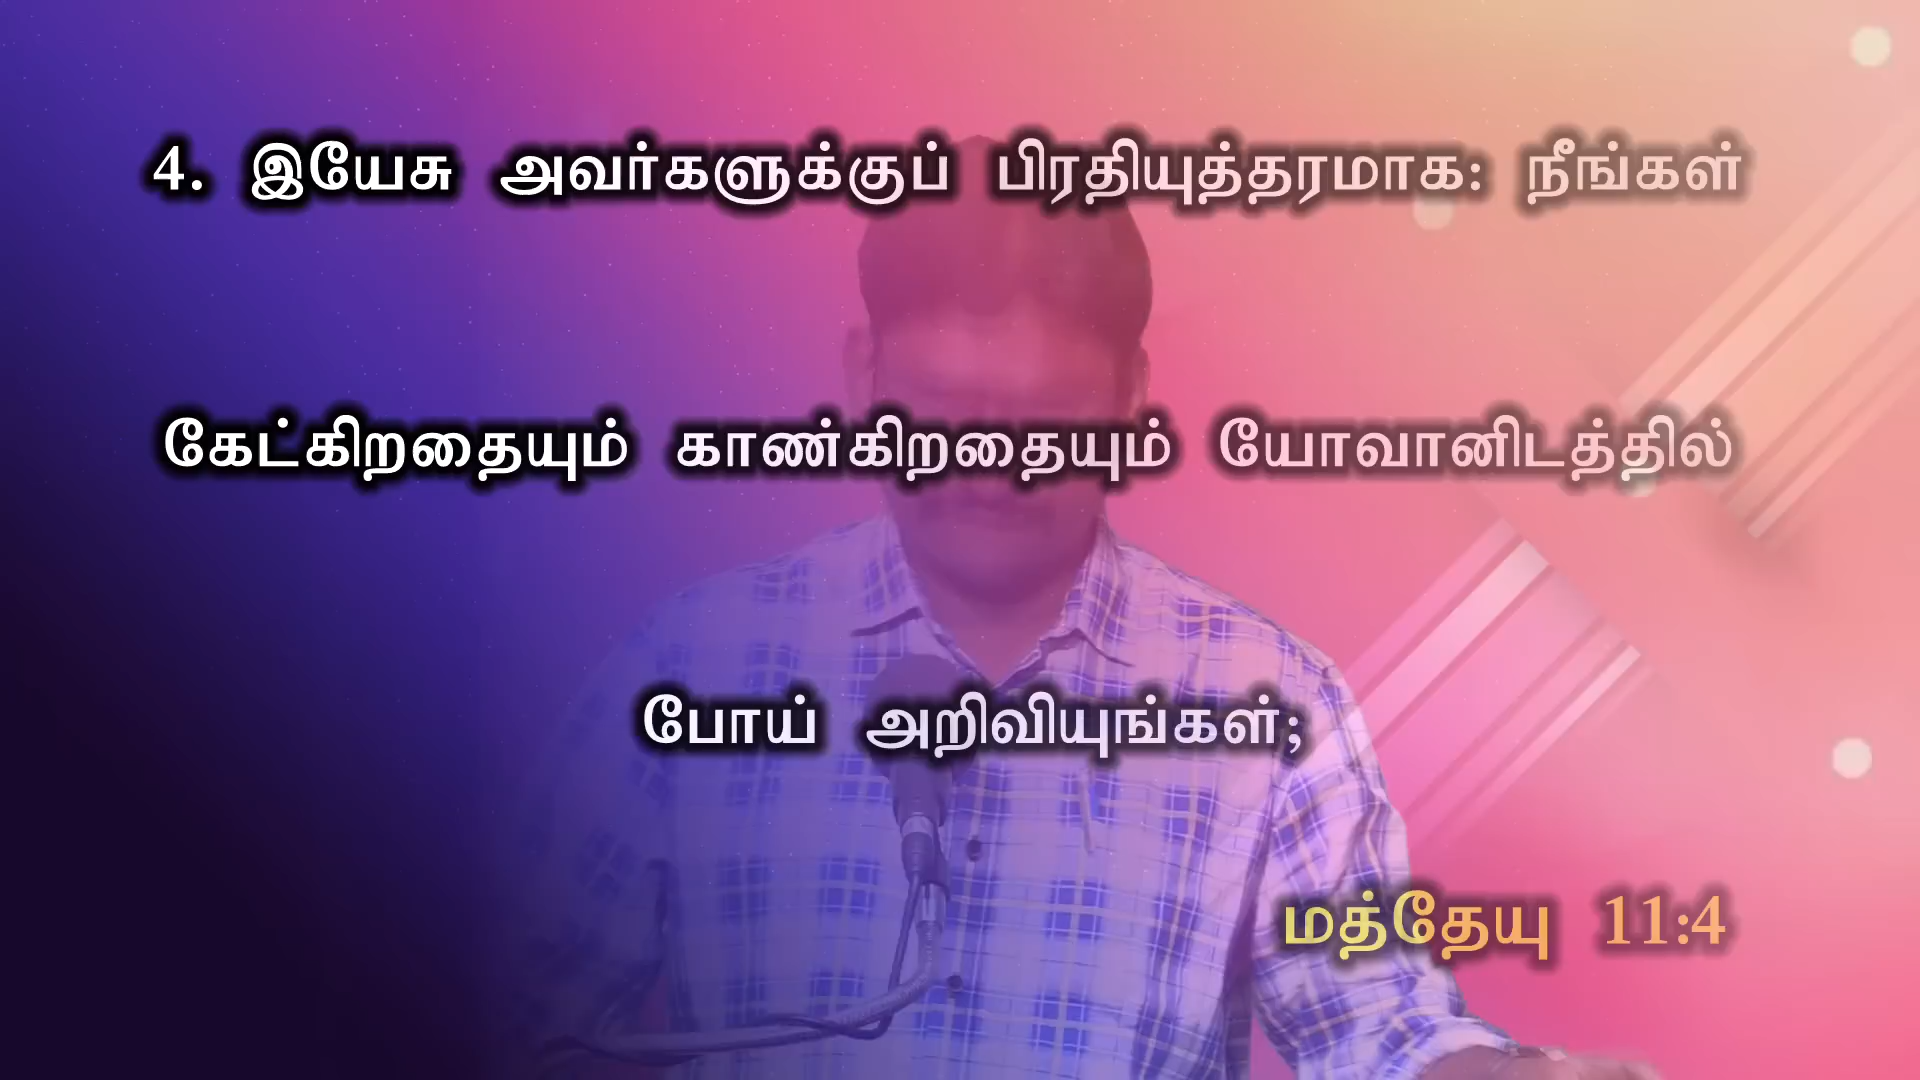 4. இயேசு அவர்களுக்குப் பிரதியுத்தரமாக: நீங்கள்
கேட்கிறதையும் காண்கிறதையும் யோவானிடத்தில்
போய் அறிவியுங்கள்;
மத்தேயு 11:4